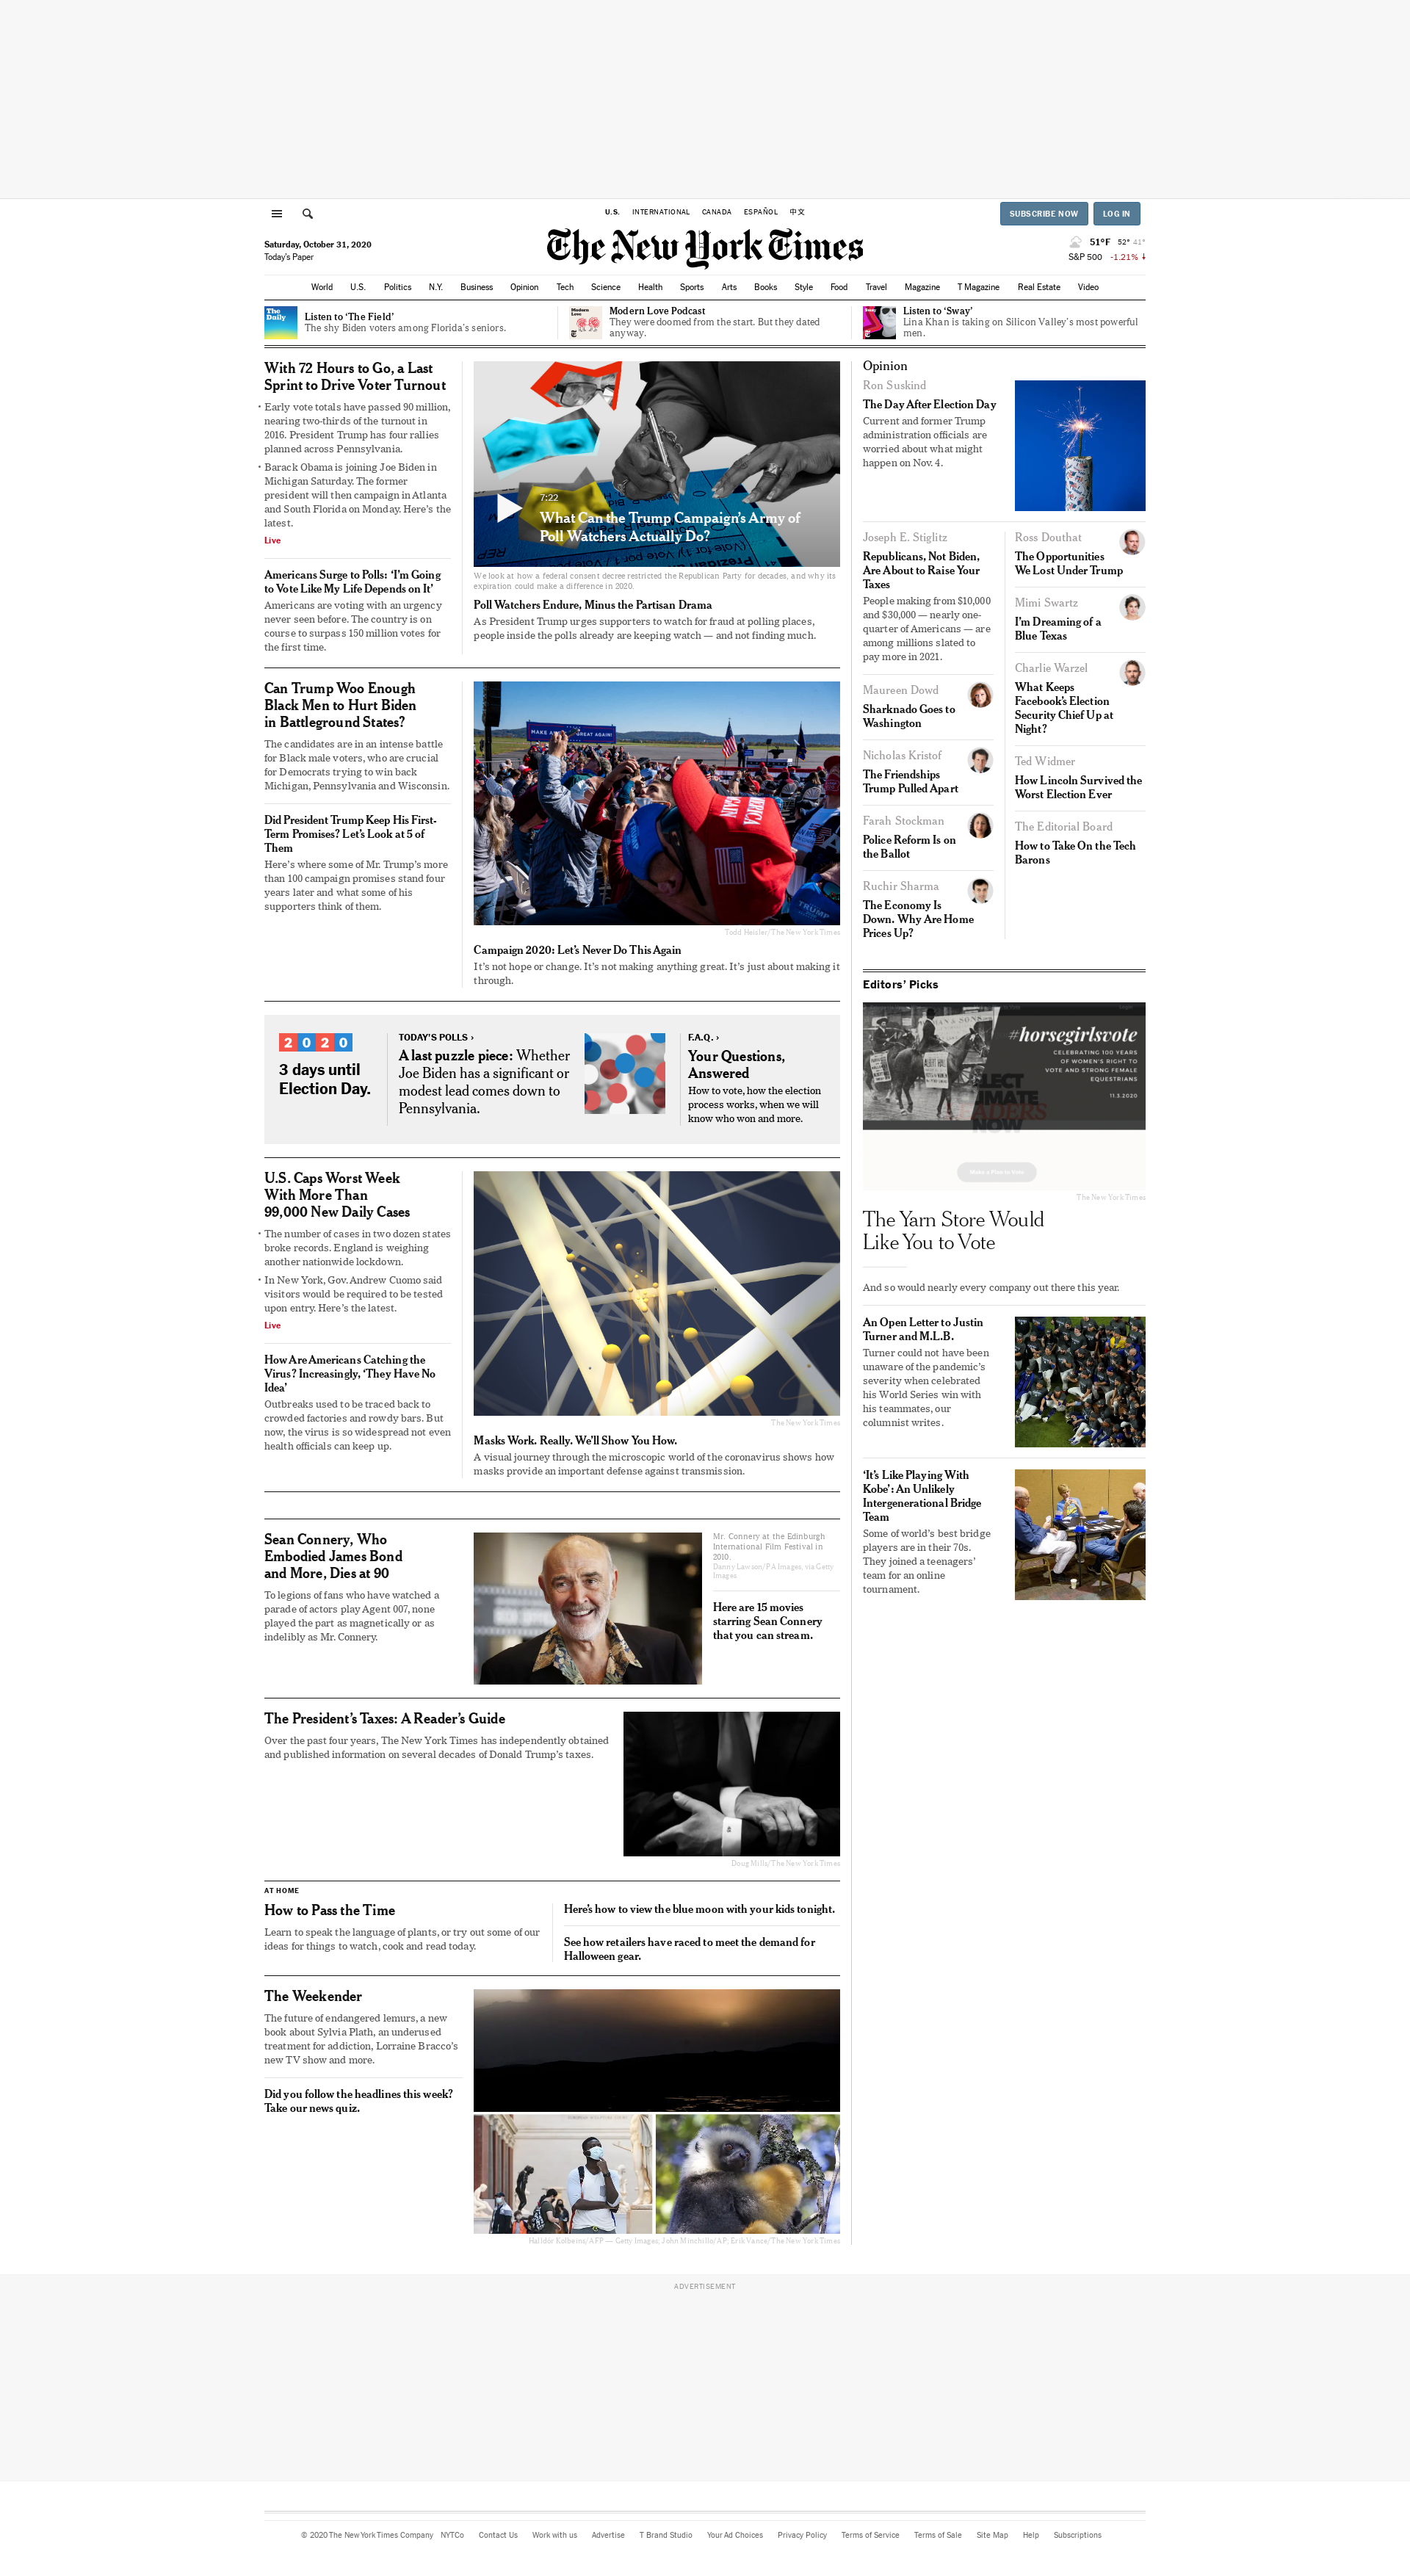 U.S. INTERNATIONAL CANADA ESPAÑOL 中文
SUBSCRIBE NOW LOG IN
Saturday, October 31, 2020
Today's Paper
The New York Times
51°F 52° 41°
S&P 500 -1.21%
World U.S. Politics N.Y. Business Opinion Tech Science Health Sports Arts Books Style Food Travel Magazine T Magazine Real Estate Video
The Daily
Listen to ‘The Field’
The shy Biden voters among Florida’s seniors.
Modern Love
Modern Love Podcast
They were doomed from the start. But they dated
anyway.
Listen to ‘Sway’
Lina Khan is taking on Silicon Valley’s most powerful
men.
With 72 Hours to Go, a Last
Sprint to Drive Voter Turnout
Early vote totals have passed 90 million,
nearing two-thirds of the turnout in
2016. President Trump has four rallies
planned across Pennsylvania.
Barack Obama is joining Joe Biden in
Michigan Saturday. The former
president will then campaign in Atlanta
and South Florida on Monday. Here’s the
latest.
Live
Americans Surge to Polls: ‘I’m Going
to Vote Like My Life Depends on It’
Americans are voting with an urgency
never seen before. The country is on
course to surpass 150 million votes for
the first time.
7:22
What Can the Trump Campaign’s Army of
Poll Watchers Actually Do?
We look at how a federal consent decree restricted the Republican Party for decades, and why its
expiration could make a difference in 2020.
Poll Watchers Endure, Minus the Partisan Drama
As President Trump urges supporters to watch for fraud at polling places,
people inside the polls already are keeping watch — and not finding much.
Can Trump Woo Enough
Black Men to Hurt Biden
in Battleground States?
The candidates are in an intense battle
for Black male voters, who are crucial
for Democrats trying to win back
Michigan, Pennsylvania and Wisconsin.
Did President Trump Keep His First-
Term Promises? Let’s Look at 5 of
Them
Here’s where some of Mr. Trump’s more
than 100 campaign promises stand four
years later and what some of his
supporters think of them.
MAKE AMERICA GREAT AGAIN!
TRUMP
Todd Heisler/The New York Times
Campaign 2020: Let’s Never Do This Again
It’s not hope or change. It’s not making anything great. It’s just about making it
through.
2020
3 days until
Election Day.
TODAY’S POLLS ›
A last puzzle piece: Whether
Joe Biden has a significant or
modest lead comes down to
Pennsylvania.
F.A.Q. ›
Your Questions,
Answered
How to vote, how the election
process works, when we will
know who won and more.
U.S. Caps Worst Week
With More Than
99,000 New Daily Cases
The number of cases in two dozen states
broke records. England is weighing
another nationwide lockdown.
In New York, Gov. Andrew Cuomo said
visitors would be required to be tested
upon entry. Here’s the latest.
Live
How Are Americans Catching the
Virus? Increasingly, ‘They Have No
Idea’
Outbreaks used to be traced back to
crowded factories and rowdy bars. But
now, the virus is so widespread not even
health officials can keep up.
The New York Times
Masks Work. Really. We’ll Show You How.
A visual journey through the microscopic world of the coronavirus shows how
masks provide an important defense against transmission.
Sean Connery, Who
Embodied James Bond
and More, Dies at 90
To legions of fans who have watched a
parade of actors play Agent 007, none
played the part as magnetically or as
indelibly as Mr. Connery.
Mr. Connery at the Edinburgh
International Film Festival in
2010.
Danny Lawson/PA Images, via Getty
Images
Here are 15 movies
starring Sean Connery
that you can stream.
The President’s Taxes: A Reader’s Guide
Over the past four years, The New York Times has independently obtained
and published information on several decades of Donald Trump’s taxes.
Doug Mills/The New York Times
AT HOME
How to Pass the Time
Learn to speak the language of plants, or try out some of our
ideas for things to watch, cook and read today.
Here’s how to view the blue moon with your kids tonight.
See how retailers have raced to meet the demand for
Halloween gear.
The Weekender
The future of endangered lemurs, a new
book about Sylvia Plath, an underused
treatment for addiction, Lorraine Bracco’s
new TV show and more.
Did you follow the headlines this week?
Take our news quiz.
Halldór Kolbeins/AFP — Getty Images; John Minchillo/AP; Erik Vance/The New York Times
Opinion
Ron Suskind
The Day After Election Day
Current and former Trump
administration officials are
worried about what might
happen on Nov. 4.
Joseph E. Stiglitz
Republicans, Not Biden,
Are About to Raise Your
Taxes
People making from $10,000
and $30,000 — nearly one-
quarter of Americans — are
among millions slated to
pay more in 2021.
Maureen Dowd
Sharknado Goes to
Washington
Nicholas Kristof
The Friendships
Trump Pulled Apart
Farah Stockman
Police Reform Is on
the Ballot
Ruchir Sharma
The Economy Is
Down. Why Are Home
Prices Up?
Ross Douthat
The Opportunities
We Lost Under Trump
Mimi Swartz
I’m Dreaming of a
Blue Texas
Charlie Warzel
What Keeps
Facebook’s Election
Security Chief Up at
Night?
Ted Widmer
How Lincoln Survived the
Worst Election Ever
The Editorial Board
How to Take On the Tech
Barons
Editors’ Picks
#horsegirlsvote
CELEBRATING 100 YEARS
OF WOMEN'S RIGHT TO
VOTE AND STRONG FEMALE
EQUESTRIANS
11.3.2020
ELECT
CLIMATE
LEADERS
NOW
Make a Plan to Vote
The New York Times
The Yarn Store Would
Like You to Vote
And so would nearly every company out there this year.
An Open Letter to Justin
Turner and M.L.B.
Turner could not have been
unaware of the pandemic’s
severity when celebrated
his World Series win with
his teammates, our
columnist writes.
‘It’s Like Playing With
Kobe’: An Unlikely
Intergenerational Bridge
Team
Some of world’s best bridge
players are in their 70s.
They joined a teenagers’
team for an online
tournament.
ADVERTISEMENT
© 2020 The New York Times Company NYTCo Contact Us Work with us Advertise T Brand Studio Your Ad Choices Privacy Policy Terms of Service Terms of Sale Site Map Help Subscriptions